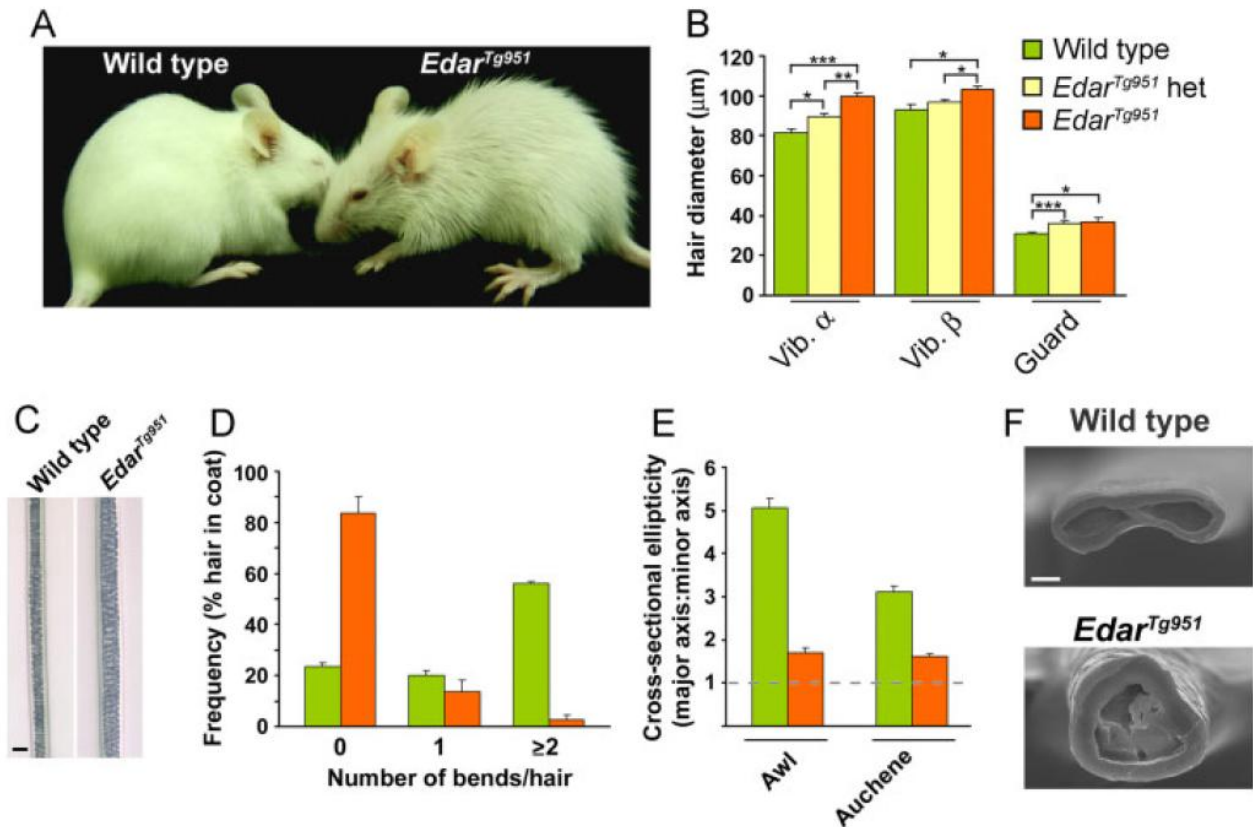 A
Wild type
Edar^Tg951
B
Hair diameter (μm)
120
100
80
60
40
20
0
***
*
**
*
*
*
***
Vib. α
Vib. β
Guard
Wild type
Edar^Tg951 het
Edar^Tg951
C
Wild type
Edar^Tg951
D
Frequency (% hair in coat)
100
80
60
40
20
0
0
1
≥2
Number of bends/hair
E
Cross-sectional ellipticity
(major axis:minor axis)
6
5
4
3
2
1
Awl
Auchene
F
Wild type
Edar^Tg951